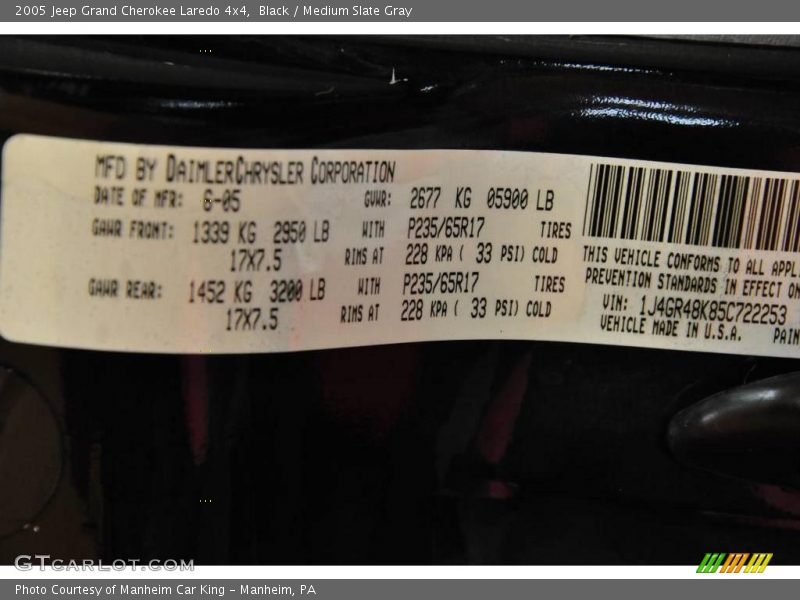 2005 Jeep Grand Cherokee Laredo 4x4, Black / Medium Slate Gray
MFD BY DAIMLERCHRYSLER CORPORATION
DATE OF MFR: 6-05 GVWR: 2677 KG 05900 LB
GAWR FRONT: 1339 KG 2950 LB WITH P235/65R17 TIRES
17X7.5 RIMS AT 228 KPA ( 33 PSI) COLD
GAWR REAR: 1452 KG 3200 LB WITH P235/65R17 TIRES
17X7.5 RIMS AT 228 KPA ( 33 PSI) COLD
THIS VEHICLE CONFORMS TO ALL APPL
PREVENTION STANDARDS IN EFFECT ON
VIN: 1J4GR48K85C722253
VEHICLE MADE IN U.S.A. PAIN
GTCARLOT.COM
Photo Courtesy of Manheim Car King - Manheim, PA